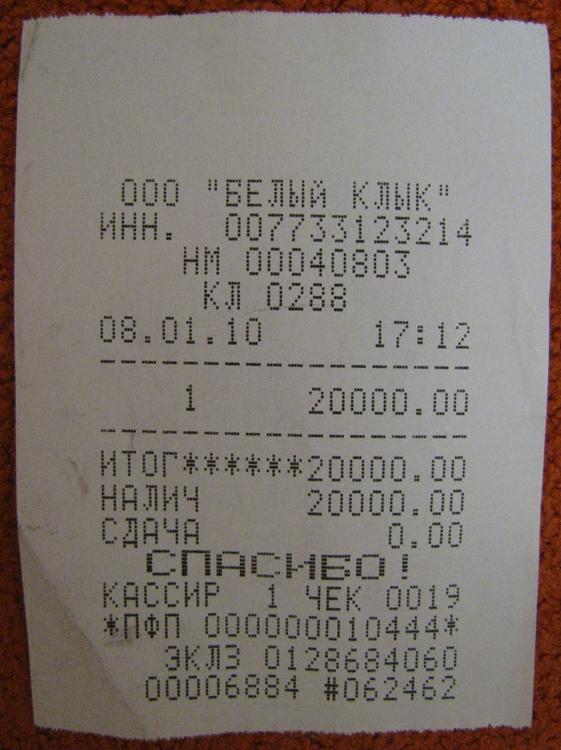 ООО "БЕЛЫЙ КЛЫК"
ИНН. 007733123214
НМ 00040803
КЛ 0288
08.01.10 17:12
1 20000.00
ИТОГ******20000.00
НАЛИЧ 20000.00
СДАЧА 0.00
СПАСИБО!
КАССИР 1 ЧЕК 0019
*ПФП 000000010444*
ЭКЛЗ 0128684060
00006884 #062462